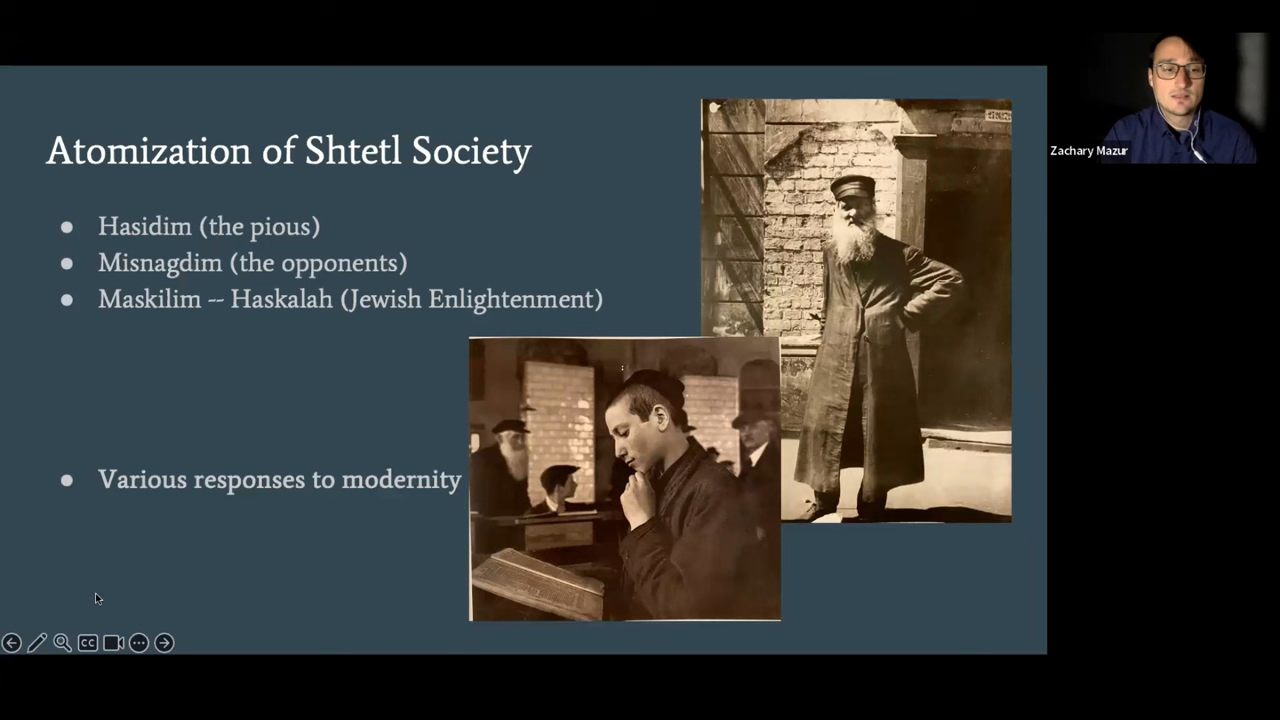 Atomization of Shtetl Society
● Hasidim (the pious)
● Misnagdim (the opponents)
● Maskilim -- Haskalah (Jewish Enlightenment)
● Various responses to modernity
Zachary Mazur
CC